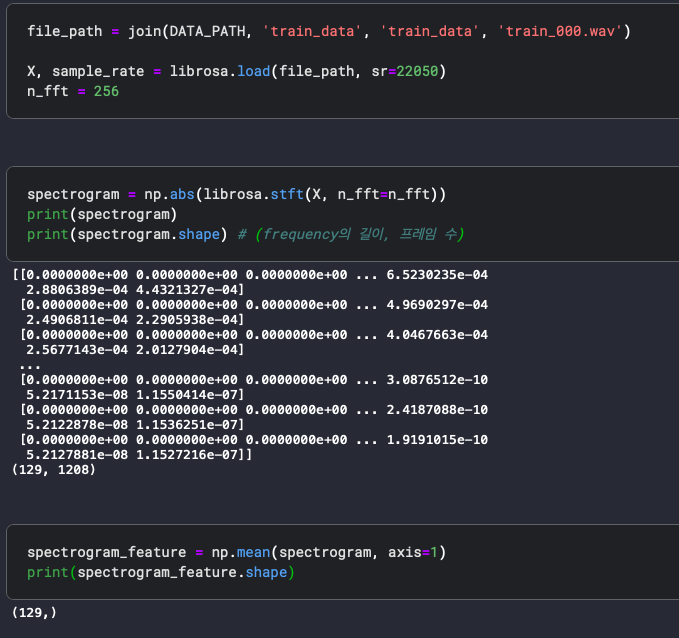 file_path = join(DATA_PATH, 'train_data', 'train_data', 'train_000.wav')
X, sample_rate = librosa.load(file_path, sr=22050)
n_fft = 256
spectrogram = np.abs(librosa.stft(X, n_fft=n_fft))
print(spectrogram)
print(spectrogram.shape) # (frequency의 길이, 프레임 수)
[[0.0000000e+00 0.0000000e+00 0.0000000e+00 ... 6.5230235e-04
2.8806389e-04 4.4321327e-04]
[0.0000000e+00 0.0000000e+00 0.0000000e+00 ... 4.9690297e-04
2.4906811e-04 2.2905938e-04]
[0.0000000e+00 0.0000000e+00 0.0000000e+00 ... 4.0467663e-04
2.5677143e-04 2.0127904e-04]
...
[0.0000000e+00 0.0000000e+00 0.0000000e+00 ... 3.0876512e-10
5.2171153e-08 1.1550414e-07]
[0.0000000e+00 0.0000000e+00 0.0000000e+00 ... 2.4187088e-10
5.2122878e-08 1.1536251e-07]
[0.0000000e+00 0.0000000e+00 0.0000000e+00 ... 1.9191015e-10
5.2127881e-08 1.1527216e-07]]
(129, 1208)
spectrogram_feature = np.mean(spectrogram, axis=1)
print(spectrogram_feature.shape)
(129,)